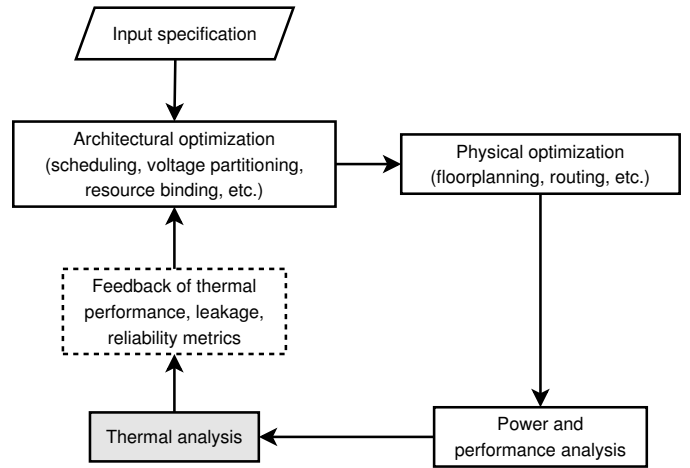 Input specification
Architectural optimization
(scheduling, voltage partitioning,
resource binding, etc.)
Physical optimization
(floorplanning, routing, etc.)
Feedback of thermal
performance, leakage,
reliability metrics
Thermal analysis
Power and
performance analysis